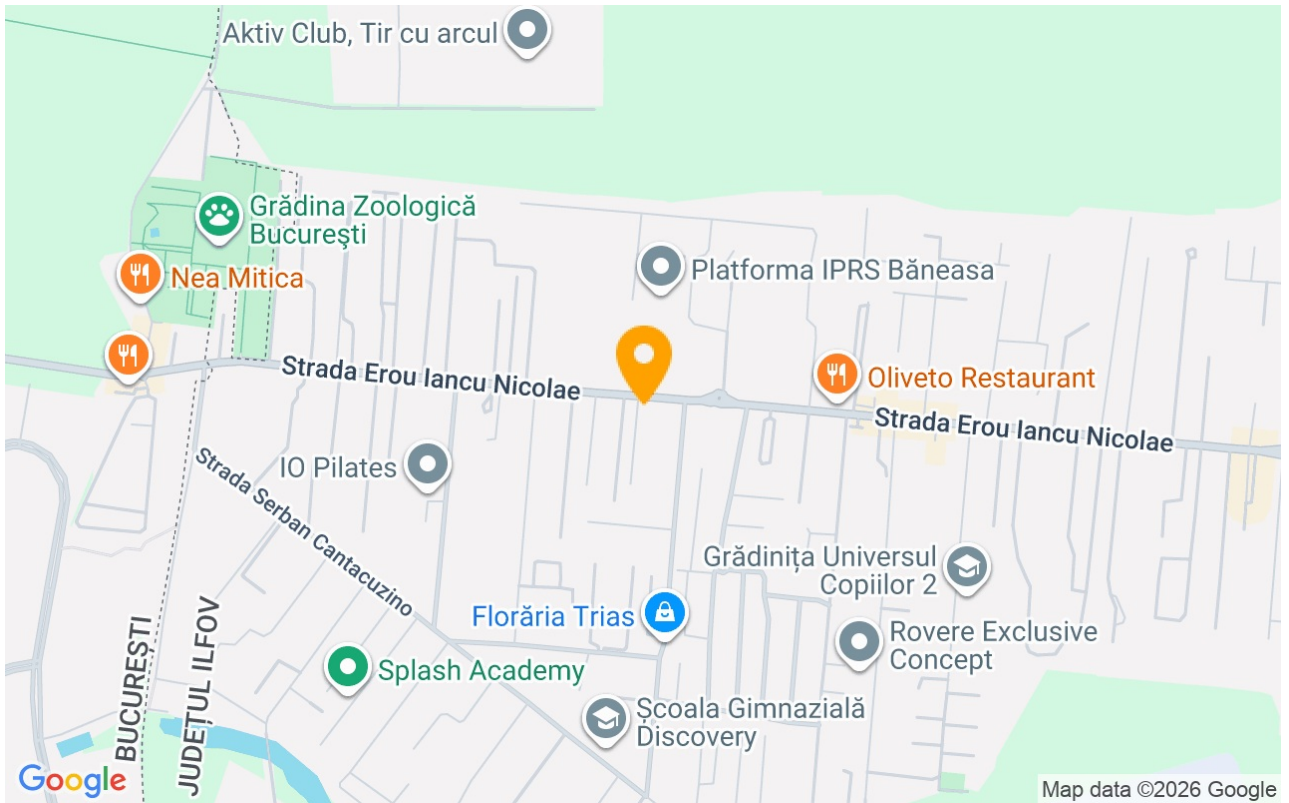 Aktiv Club, Tir cu arcul
Grădina Zoologică
Bucureşti
Nea Mitica
Platforma IPRS Băneasa
Strada Erou Iancu Nicolae
Oliveto Restaurant
Strada Erou Iancu Nicolae
IO Pilates
Strada Serban Cantacuzino
Grădinița Universul
Copiilor 2
Florăria Trias
Rovere Exclusive
Concept
BUCUREȘTI
JUDEȚUL ILFOV
Splash Academy
Școala Gimnazială
Discovery
Google
Map data ©2026 Google